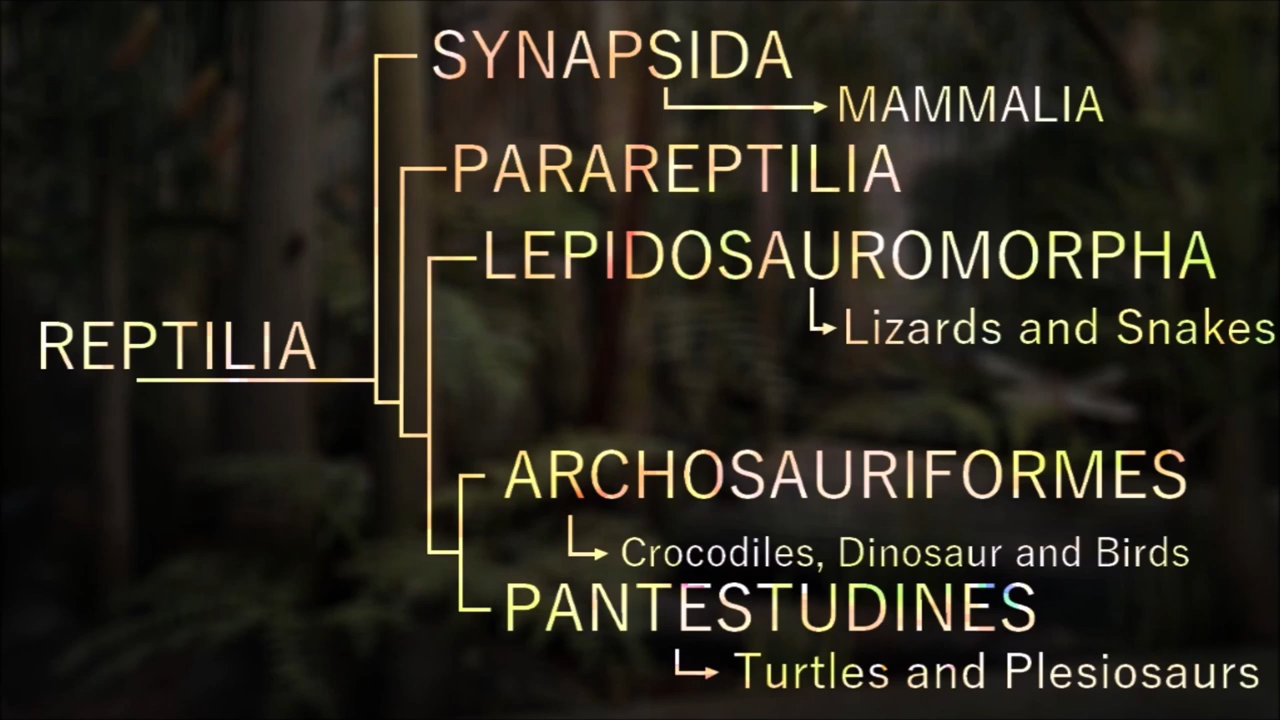 SYNAPSIDA
MAMMALIA
PARAREPTILIA
LEPIDOSAUROMORPHA
Lizards and Snakes
REPTILIA
ARCHOSAURIFORMES
Crocodiles, Dinosaur and Birds
PANTESTUDINES
Turtles and Plesiosaurs